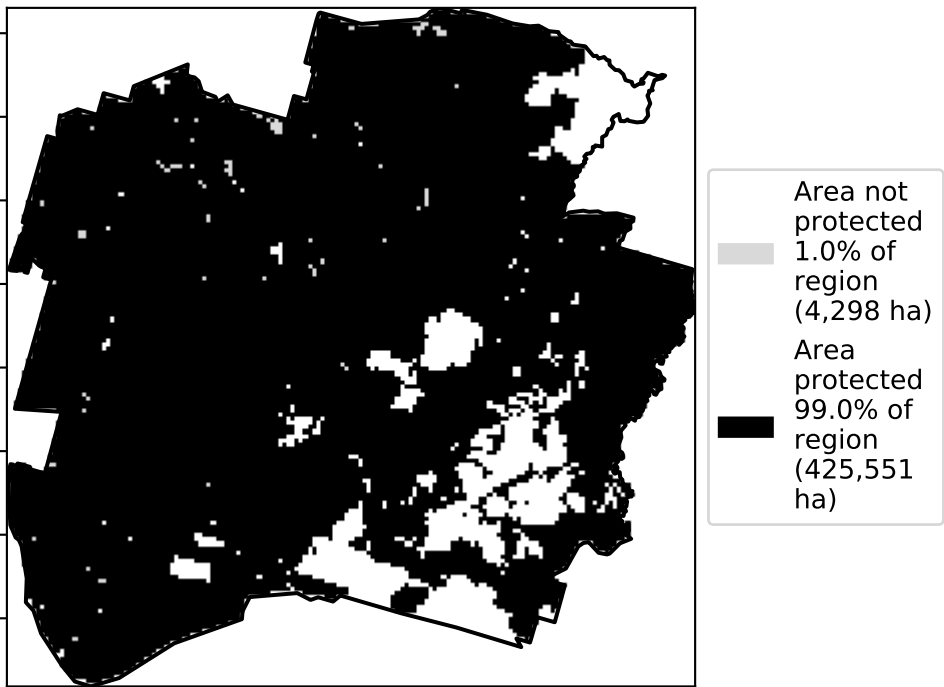 Area not
protected
1.0% of
region
(4,298 ha)
Area
protected
99.0% of
region
(425,551
ha)